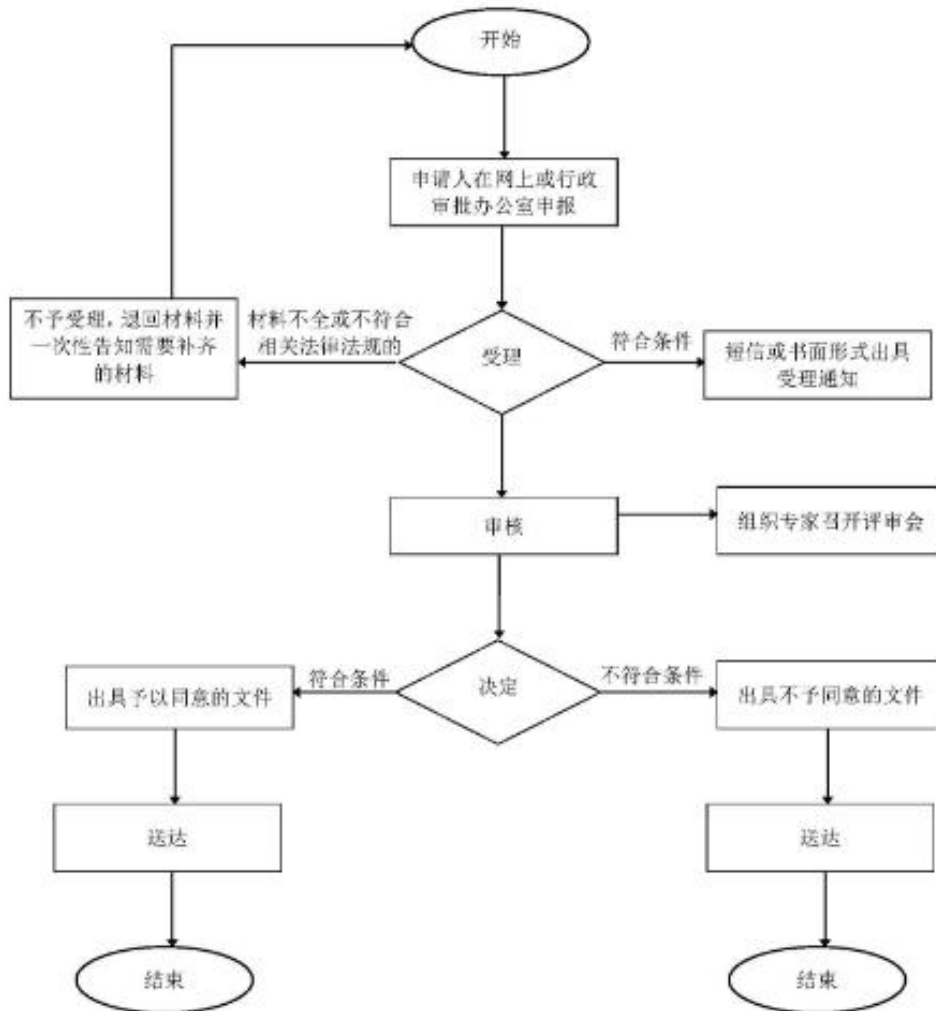 开始
申请人在网上或行政
审批办公室申报
不予受理，退回材料并
一次性告知需要补齐
的材料
材料不全或不符合
相关法律法规的
受理
符合条件
短信或书面形式出具
受理通知
审核
组织专家召开评审会
出具予以同意的文件
符合条件
决定
不符合条件
出具不予同意的文件
送达
送达
结束
结束